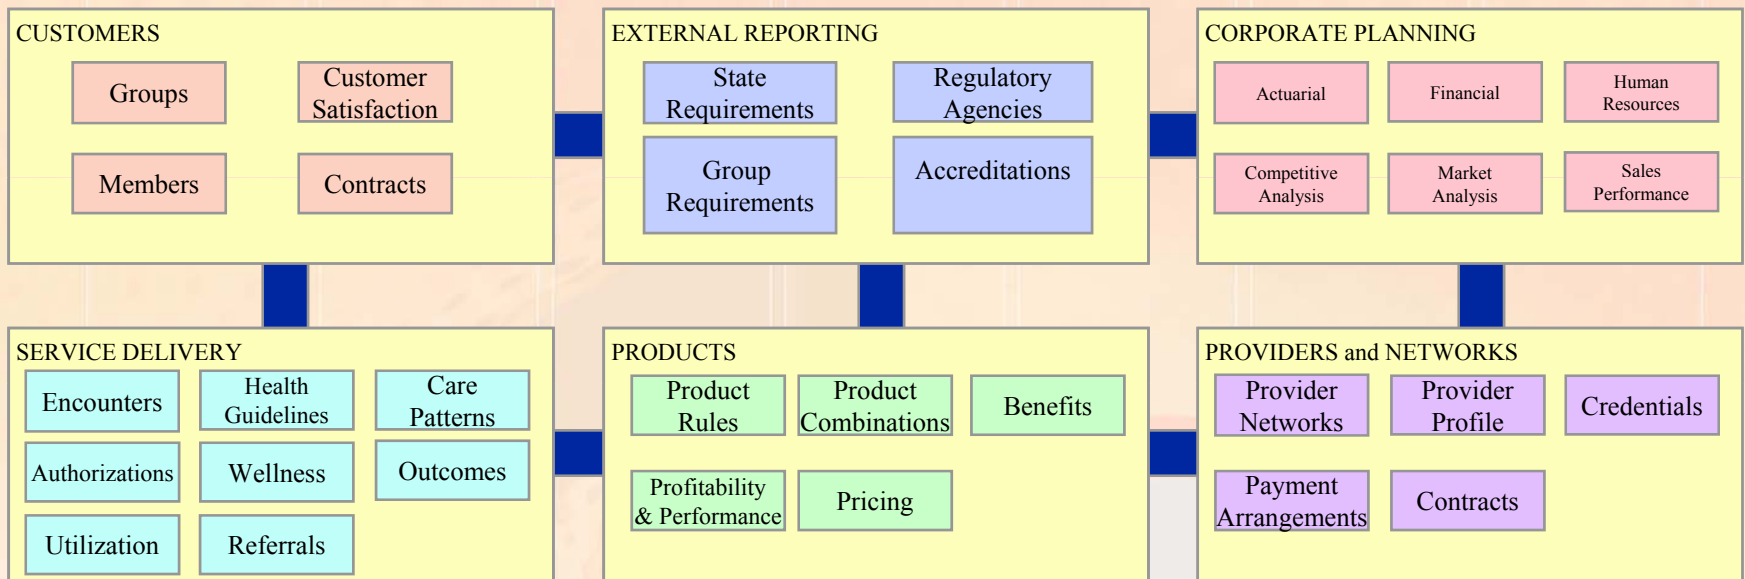 CUSTOMERS
Groups
Customer
Satisfaction
Members
Contracts
EXTERNAL REPORTING
State
Requirements
Regulatory
Agencies
Group
Requirements
Accreditations
CORPORATE PLANNING
Actuarial
Financial
Human
Resources
Competitive
Analysis
Market
Analysis
Sales
Performance
SERVICE DELIVERY
Encounters
Health
Guidelines
Care
Patterns
Authorizations
Wellness
Outcomes
Utilization
Referrals
PRODUCTS
Product
Rules
Product
Combinations
Benefits
Profitability
& Performance
Pricing
PROVIDERS and NETWORKS
Provider
Networks
Provider
Profile
Credentials
Payment
Arrangements
Contracts